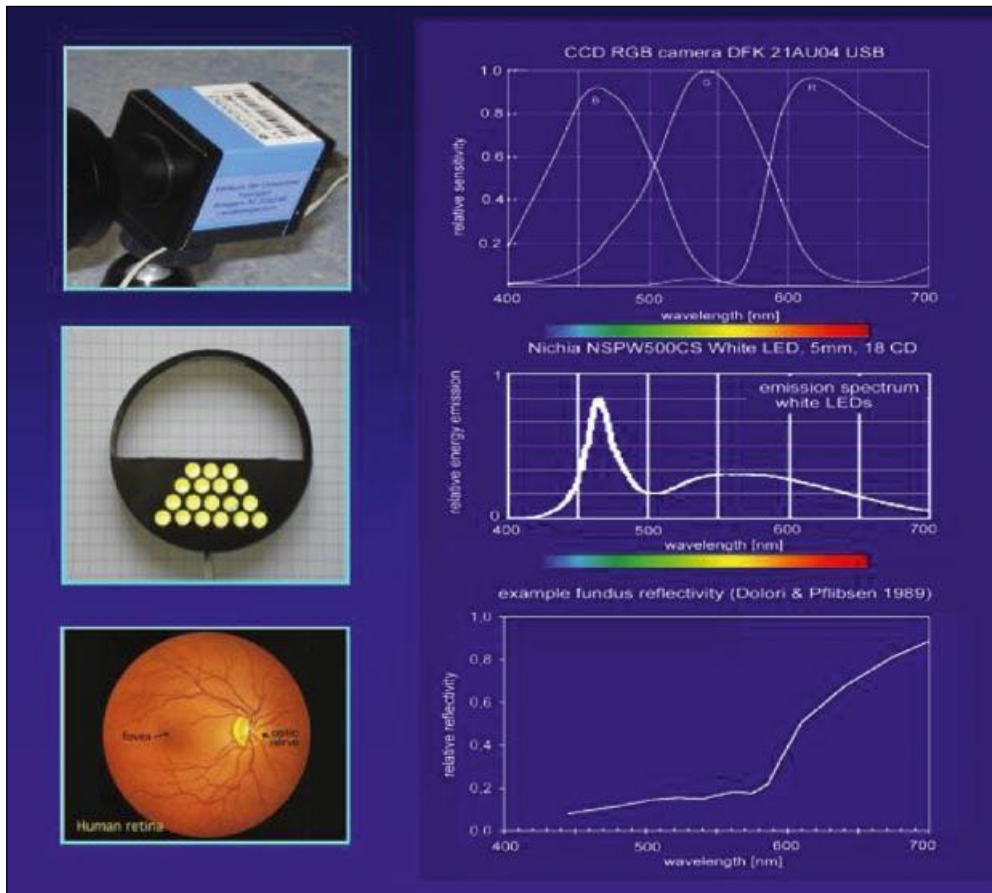 CCD RGB camera DFK 21AU04 USB
1.0
0.8
0.6
0.4
0.2
relative sensitivity
B
G
R
400
500
600
700
wavelength [nm]
Nichia NSPW500CS White LED, 5mm, 18 CD
1
0
relative energy emission
emission spectrum
white LEDs
400
500
600
700
wavelength [nm]
example fundus reflectivity (Dolori & Pflibsen 1989)
1.0
0.8
0.6
0.4
0.2
0.0
relative reflectivity
400
500
600
700
wavelength [nm]
fovea
optic
nerve
Human retina